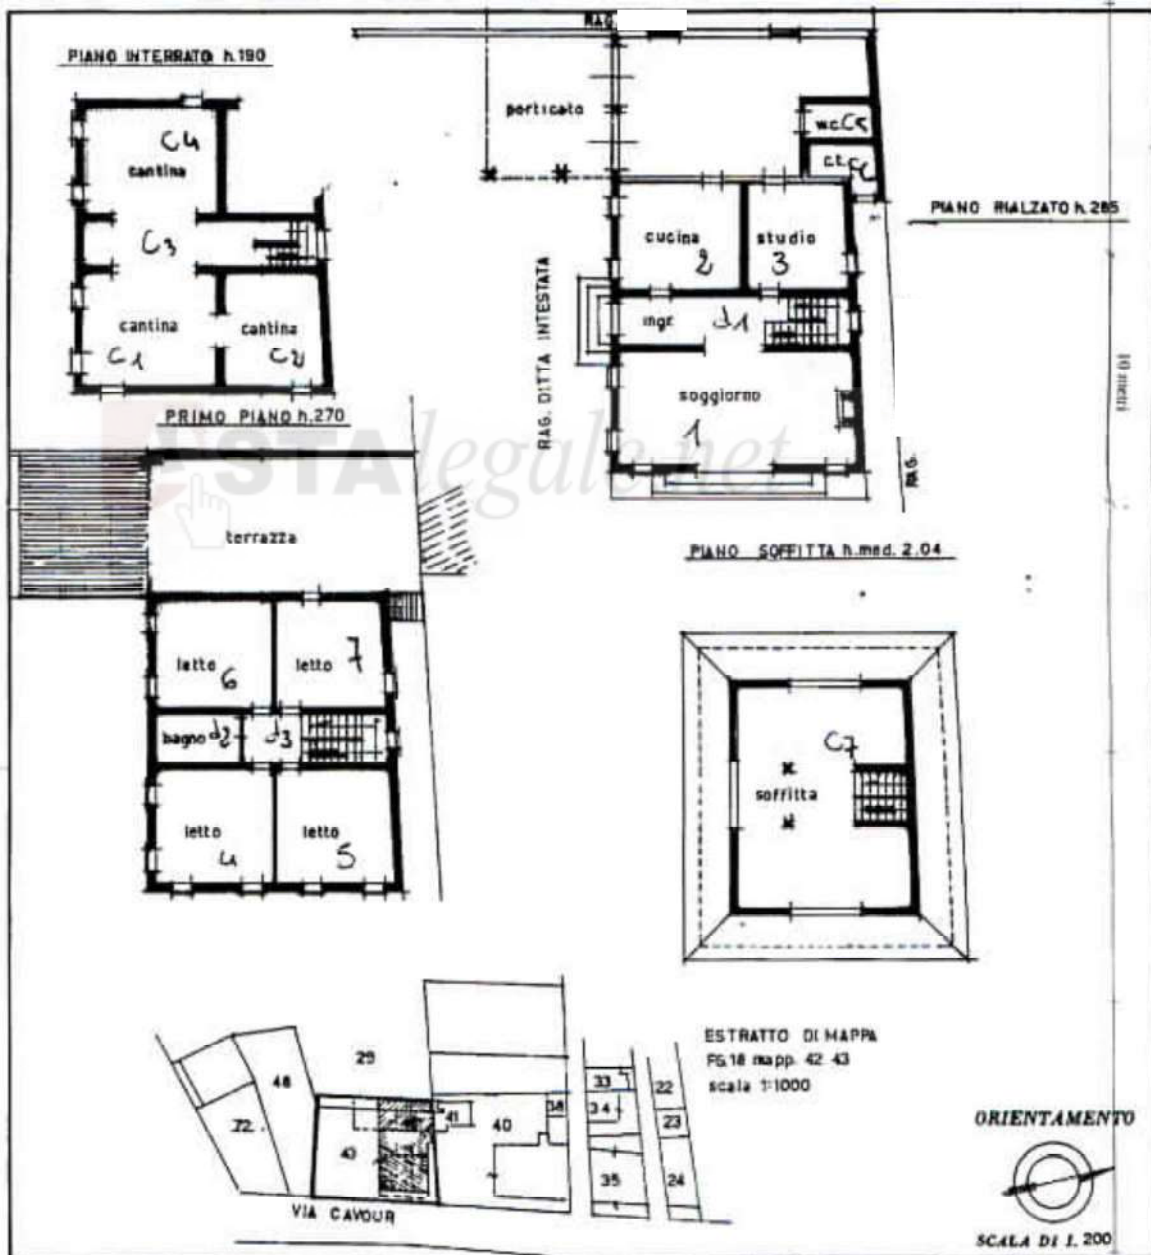 PIANO INTERRATO h.190
C4
cantina
C3
cantina
C1
cantina
C2
RAG.
porticato
w.c. C5
c.t. C6
PIANO RIALZATO h.285
cucina
2
studio
3
RAG. DITTA INTESTATA
ingr.
d1
soggiorno
1
RAG.
10 metri
PRIMO PIANO h.270
ASTAlegale.net
terrazza
letto
6
letto
7
bagno d2
d3
letto
4
letto
5
PIANO SOFFITTA h.med. 2.04
C7
soffitta
ESTRATTO DI MAPPA
FG.18 mapp. 42 43
scala 1:1000
29
48
72
43
41
40
38
33
34
35
22
23
24
VIA CAVOUR
ORIENTAMENTO
SCALA DI 1. 200